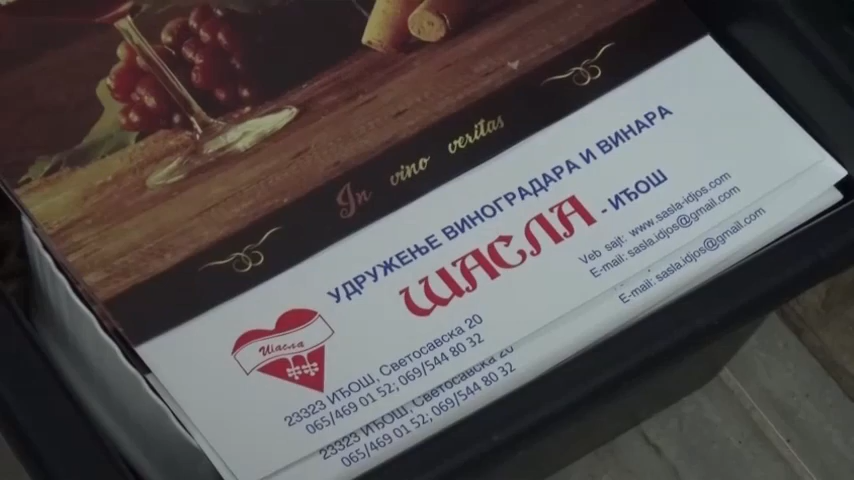 In vino veritas
УДРУЖЕЊЕ ВИНОГРАДАРА И ВИНАРА
ШАСЛА - ИЂОШ
Veb sajt: www.sasla-idjos.com
E-mail: sasla.idjos@gmail.com
Шасла
23323 ИЂОШ, Светосавска 20
065/469 01 52; 069/544 80 32
E-mail: sasla.idjos@gmail.com
23323 ИЂОШ, Светосавска 20
065/469 01 52; 069/544 80 32